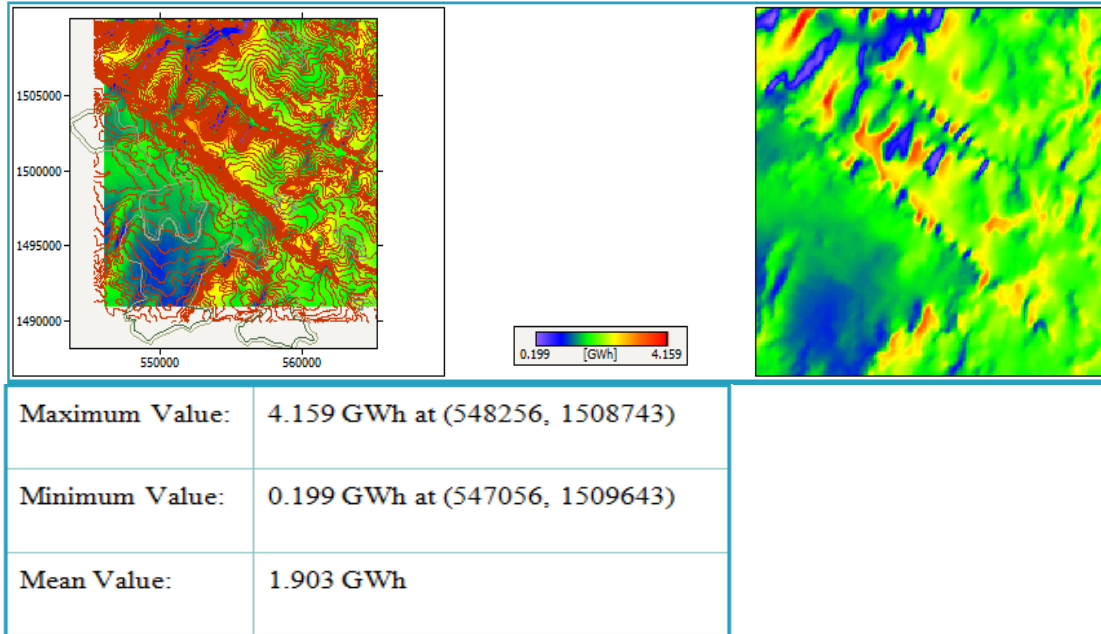 1505000
1500000
1495000
1490000
550000 560000
0.199 [GWh] 4.159
Maximum Value: 4.159 GWh at (548256, 1508743)
Minimum Value: 0.199 GWh at (547056, 1509643)
Mean Value: 1.903 GWh